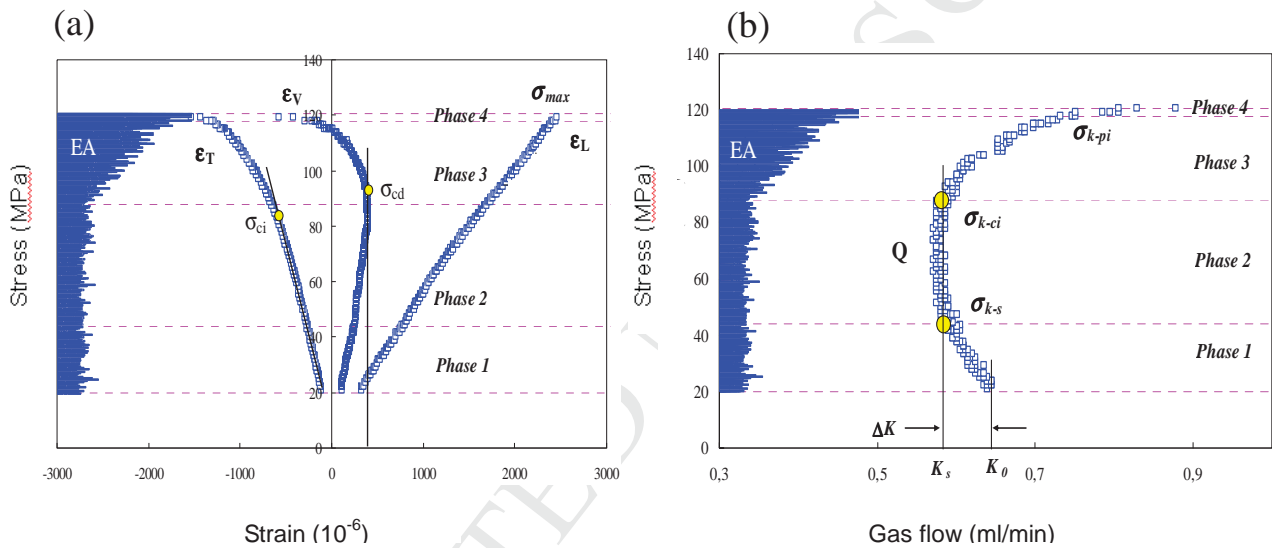 (a)
140
120
100
80
60
40
20
0
Stress (MPa)
EA
εT
εV
σmax
εL
σci
σcd
Phase 4
Phase 3
Phase 2
Phase 1
-3000
-2000
-1000
0
1000
2000
3000
Strain (10-6)
(b)
140
120
100
80
60
40
20
0
Stress (MPa)
EA
Phase 4
σk-pi
Phase 3
σk-ci
Q
Phase 2
σk-s
Phase 1
ΔK
Ks
K0
0,3
0,5
0,7
0,9
Gas flow (ml/min)